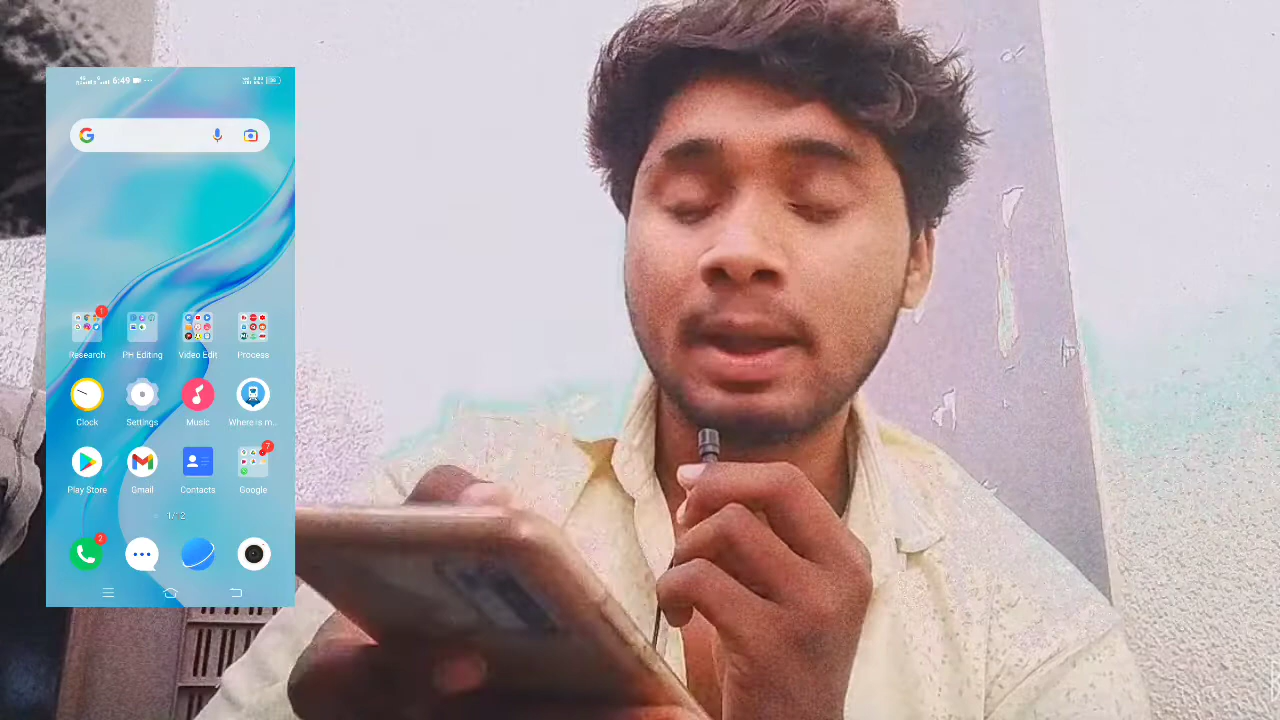 6:49
Research PH Editing Video Edit Process
Clock Settings Music Where is m..
Play Store Gmail Contacts Google
1/12